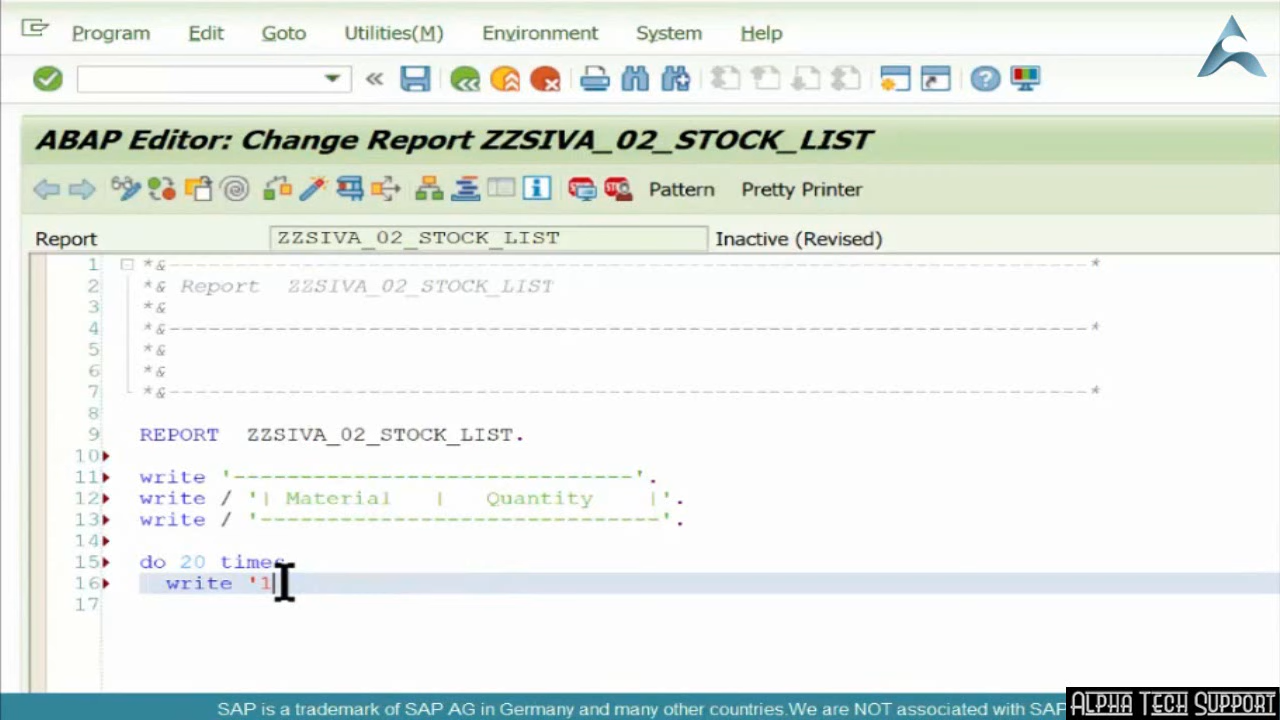 Program Edit Goto Utilities(M) Environment System Help
ABAP Editor: Change Report ZZSIVA_02_STOCK_LIST
Pattern Pretty Printer
Report ZZSIVA_02_STOCK_LIST Inactive (Revised)
1 *&---------------------------------------------------------------------*
2 *& Report ZZSIVA_02_STOCK_LIST
3 *&
4 *&---------------------------------------------------------------------*
5 *&
6 *&
7 *&---------------------------------------------------------------------*
8
9 REPORT ZZSIVA_02_STOCK_LIST.
10
11 write '------------------------------'.
12 write / '| Material | Quantity |'.
13 write / '------------------------------'.
14
15 do 20 times
16 write '1
17
SAP is a trademark of SAP AG in Germany and many other countries.We are NOT associated with SAP
ALPHA TECH SUPPORT